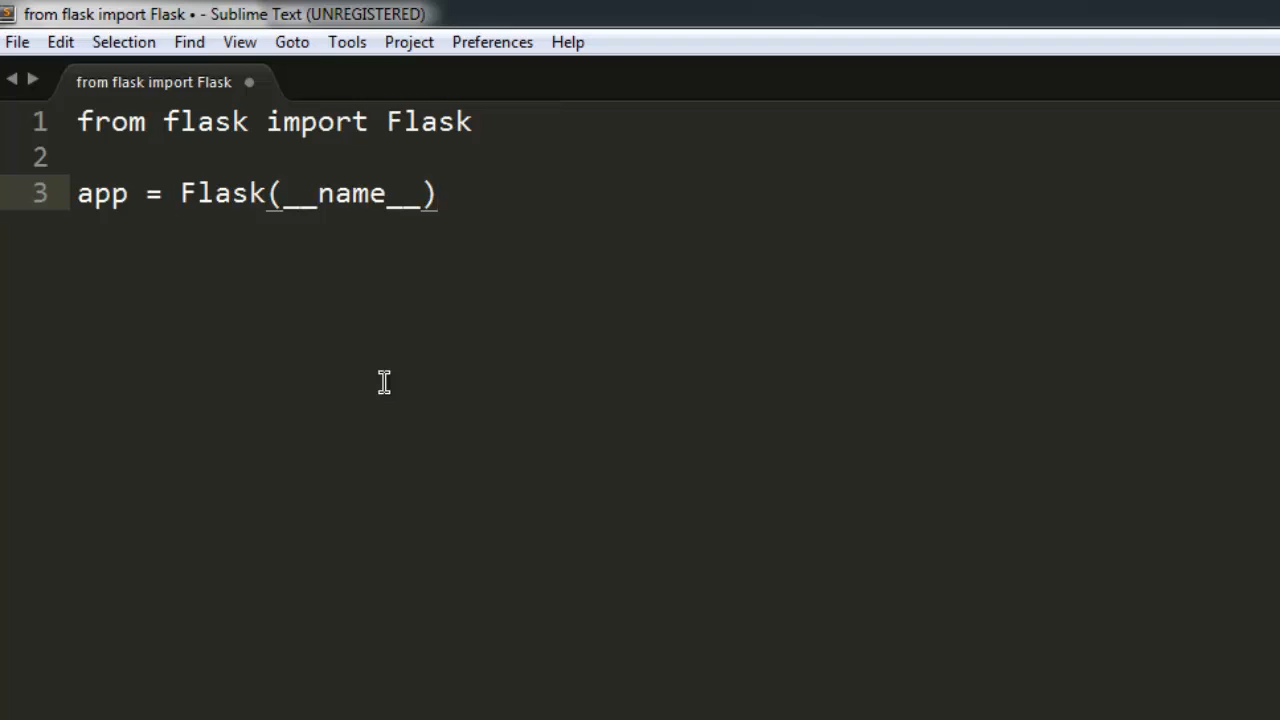 from flask import Flask • - Sublime Text (UNREGISTERED)
File Edit Selection Find View Goto Tools Project Preferences Help
from flask import Flask
1 from flask import Flask
2
3 app = Flask(__name__)